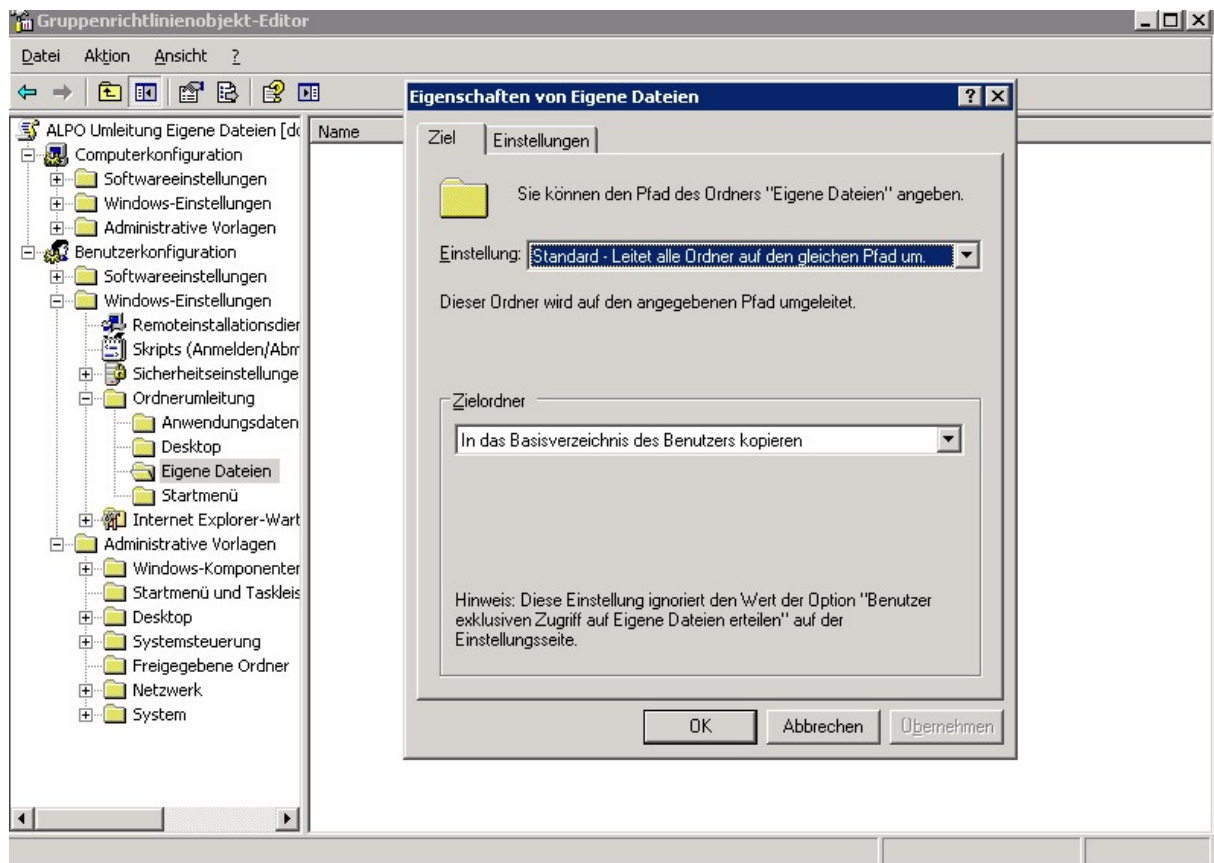 Gruppenrichtlinienobjekt-Editor
Datei Aktion Ansicht ?
Name
ALPO Umleitung Eigene Dateien [do
Computerkonfiguration
Softwareeinstellungen
Windows-Einstellungen
Administrative Vorlagen
Benutzerkonfiguration
Softwareeinstellungen
Windows-Einstellungen
Remoteinstallationsdier
Skripts (Anmelden/Abm
Sicherheitseinstellunge
Ordnerumleitung
Anwendungsdaten
Desktop
Eigene Dateien
Startmenü
Internet Explorer-Wart
Administrative Vorlagen
Windows-Komponenter
Startmenü und Taskleis
Desktop
Systemsteuerung
Freigegebene Ordner
Netzwerk
System
Eigenschaften von Eigene Dateien
Ziel Einstellungen
Sie können den Pfad des Ordners "Eigene Dateien" angeben.
Einstellung: Standard - Leitet alle Ordner auf den gleichen Pfad um.
Dieser Ordner wird auf den angegebenen Pfad umgeleitet.
Zielordner
In das Basisverzeichnis des Benutzers kopieren
Hinweis: Diese Einstellung ignoriert den Wert der Option "Benutzer
exklusiven Zugriff auf Eigene Dateien erteilen" auf der
Einstellungsseite.
OK Abbrechen Übernehmen